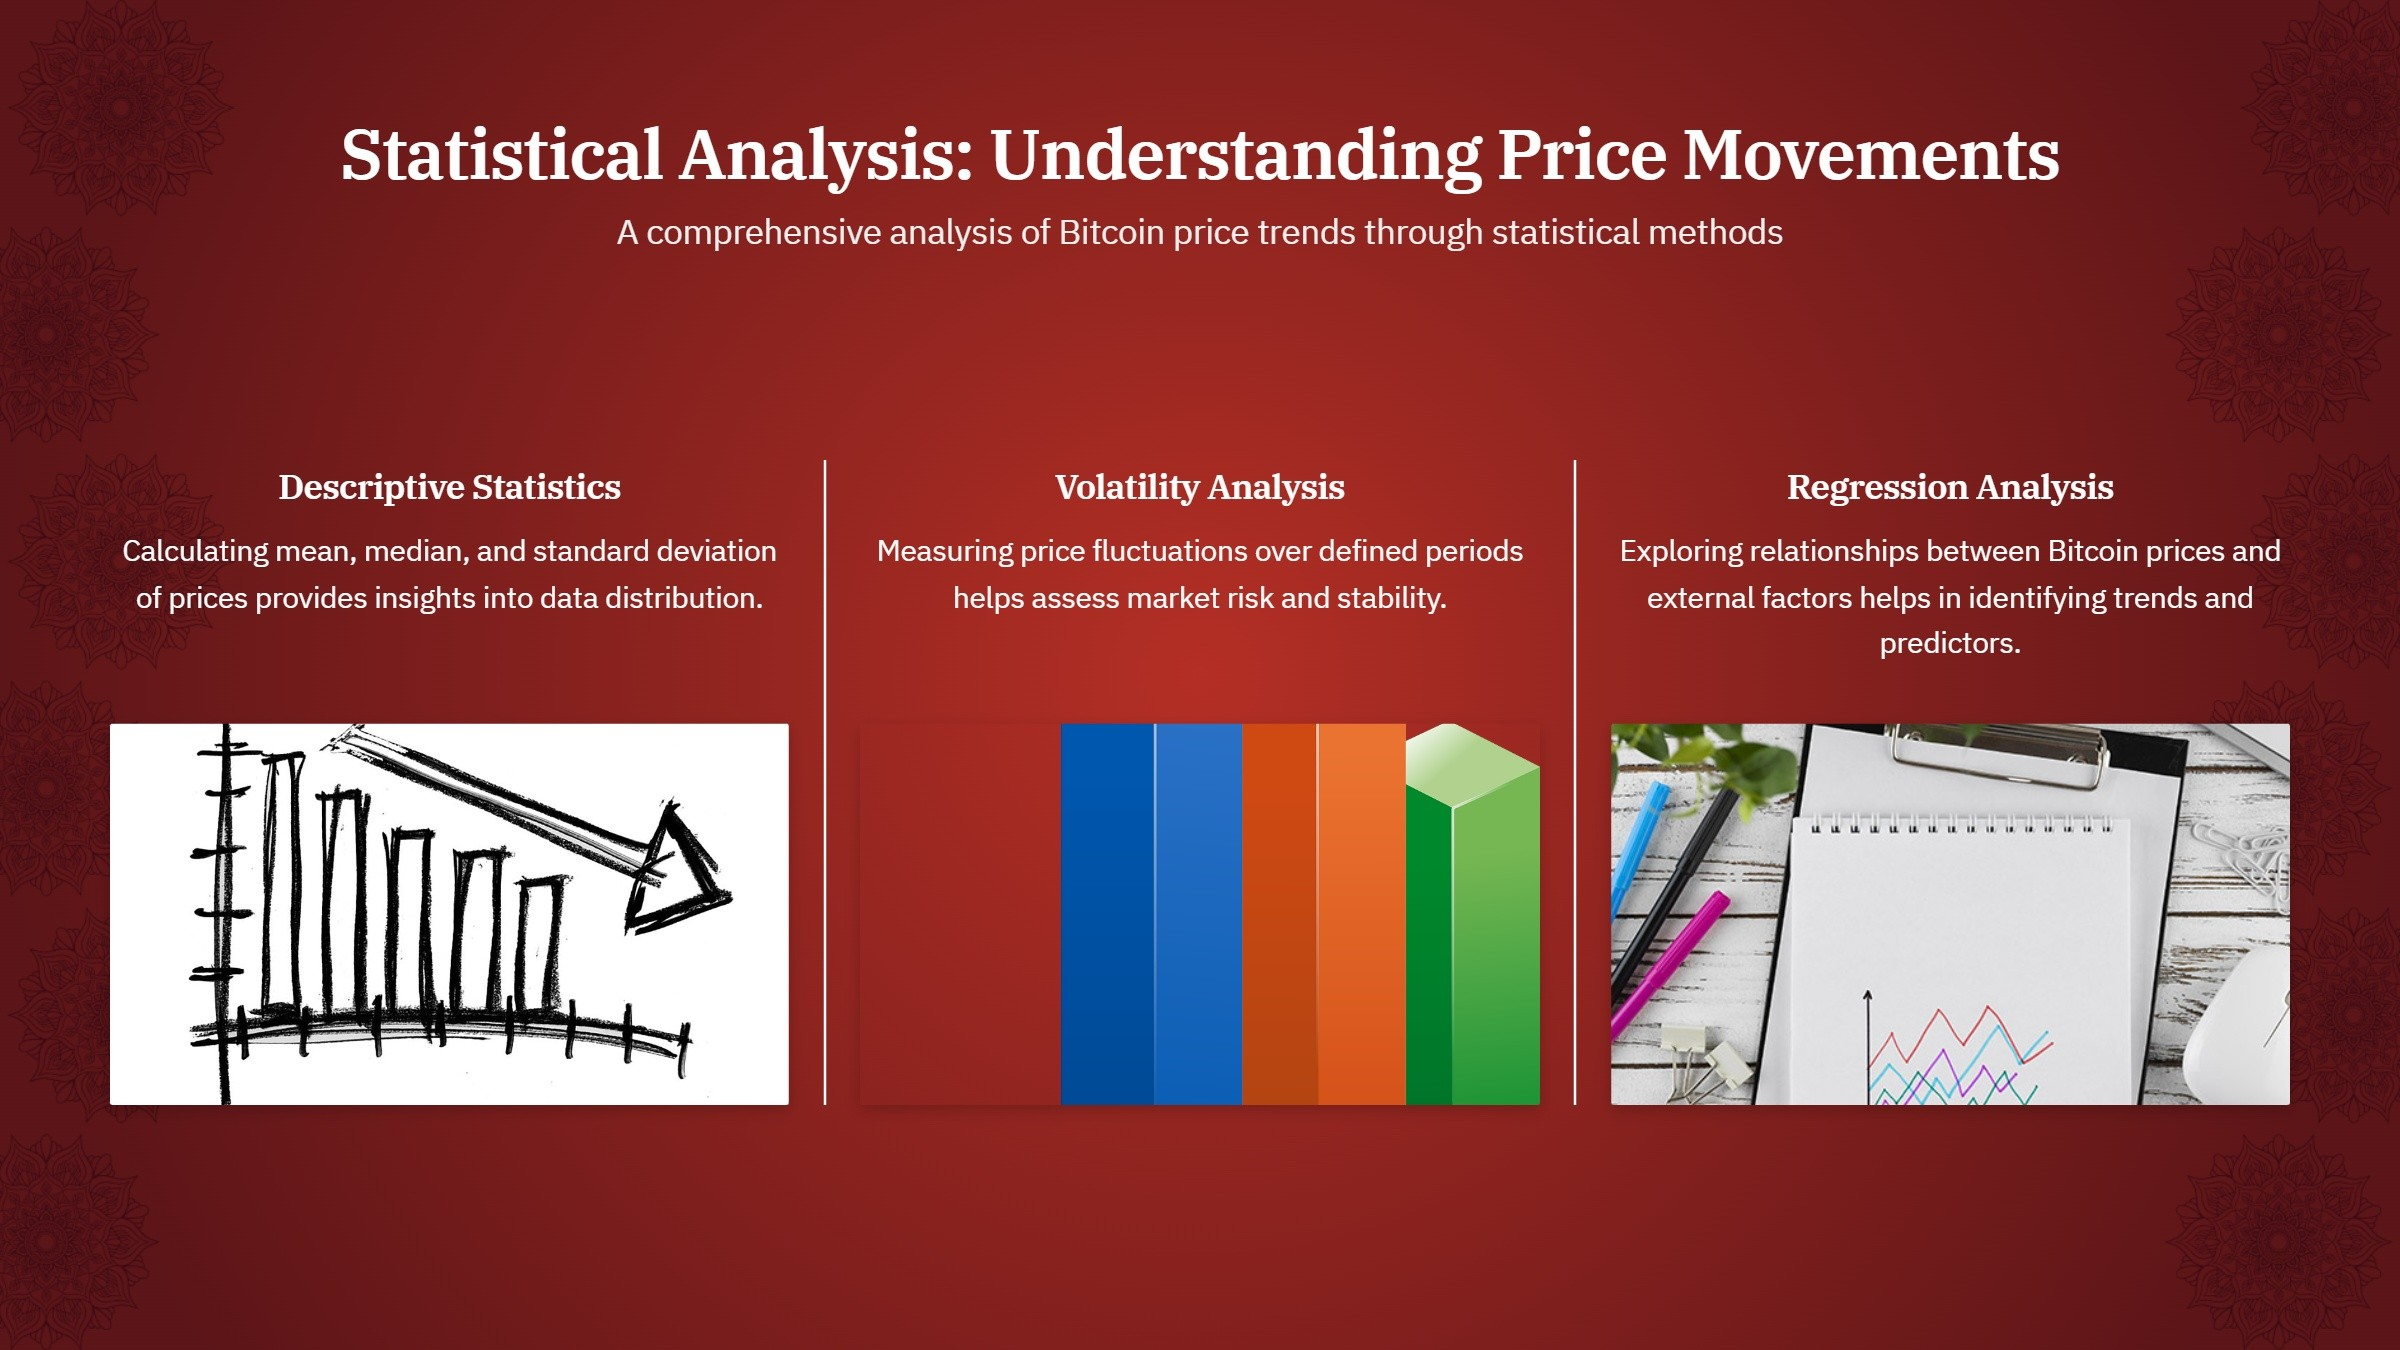 Statistical Analysis: Understanding Price Movements
A comprehensive analysis of Bitcoin price trends through statistical methods
Descriptive Statistics
Calculating mean, median, and standard deviation
of prices provides insights into data distribution.
Volatility Analysis
Measuring price fluctuations over defined periods
helps assess market risk and stability.
Regression Analysis
Exploring relationships between Bitcoin prices and
external factors helps in identifying trends and
predictors.